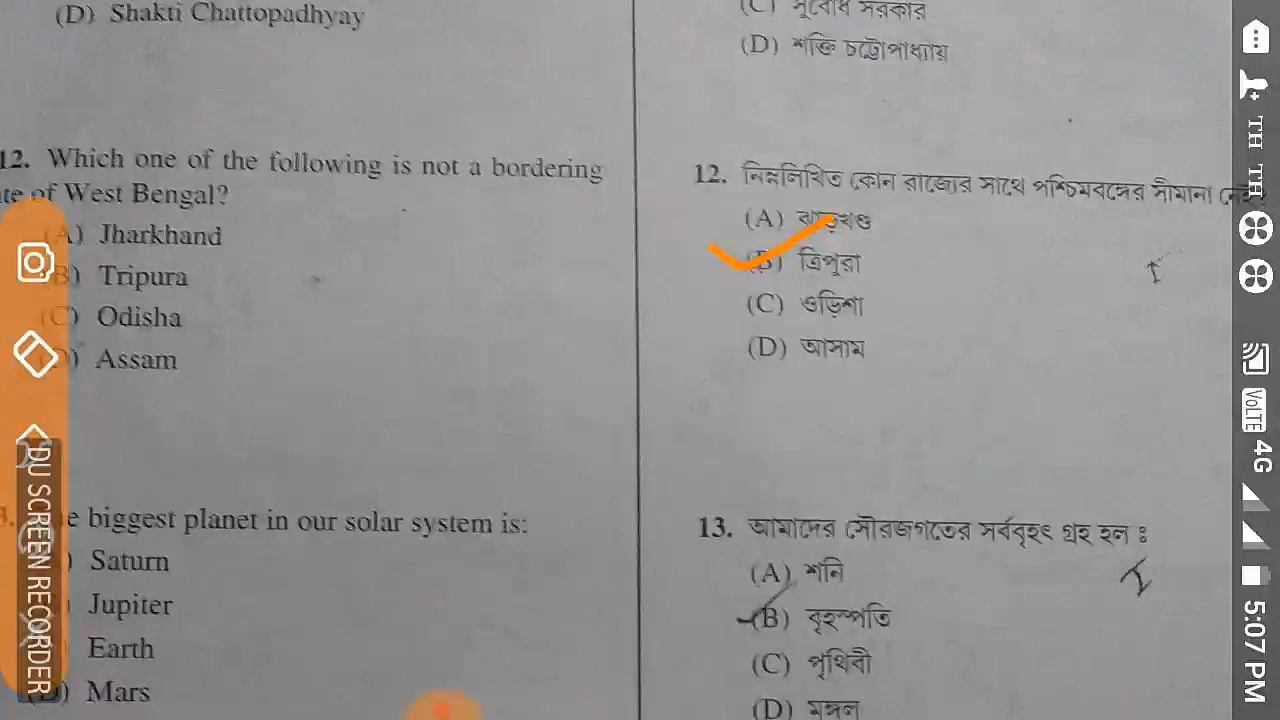 (D) Shakti Chattopadhyay
12. Which one of the following is not a bordering
of West Bengal?
(A) Jharkhand
(B) Tripura
(C) Odisha
(D) Assam
biggest planet in our solar system is:
Saturn
Jupiter
Earth
(D) Mars
(C) সুবোধ সরকার
(D) শক্তি চট্টোপাধ্যায়
12. নিম্নলিখিত কোন রাজ্যের সাথে পশ্চিমবঙ্গের সীমানা নেই
(A) ঝাড়খণ্ড
(B) ত্রিপুরা
(C) ওড়িশা
(D) আসাম
13. আমাদের সৌরজগতের সর্ববৃহৎ গ্রহ হল ঃ
(A) শনি
(B) বৃহস্পতি
(C) পৃথিবী
(D) মঙ্গল
DU SCREEN RECORDER
TH TH
VoLTE 4G
5:07 PM